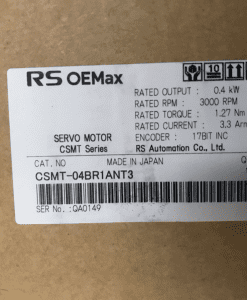 RS OEMax
10
RATED OUTPUT : 0.4 kW
RATED RPM : 3000 RPM
RATED TORQUE : 1.27 Nm
RATED CURRENT : 3.3 Arm
SERVO MOTOR
ENCODER : 17BIT INC
CSMT Series
RS Automation Co., Ltd.
CAT. NO
MADE IN JAPAN
CSMT-04BR1ANT3
SER No.:QA0149